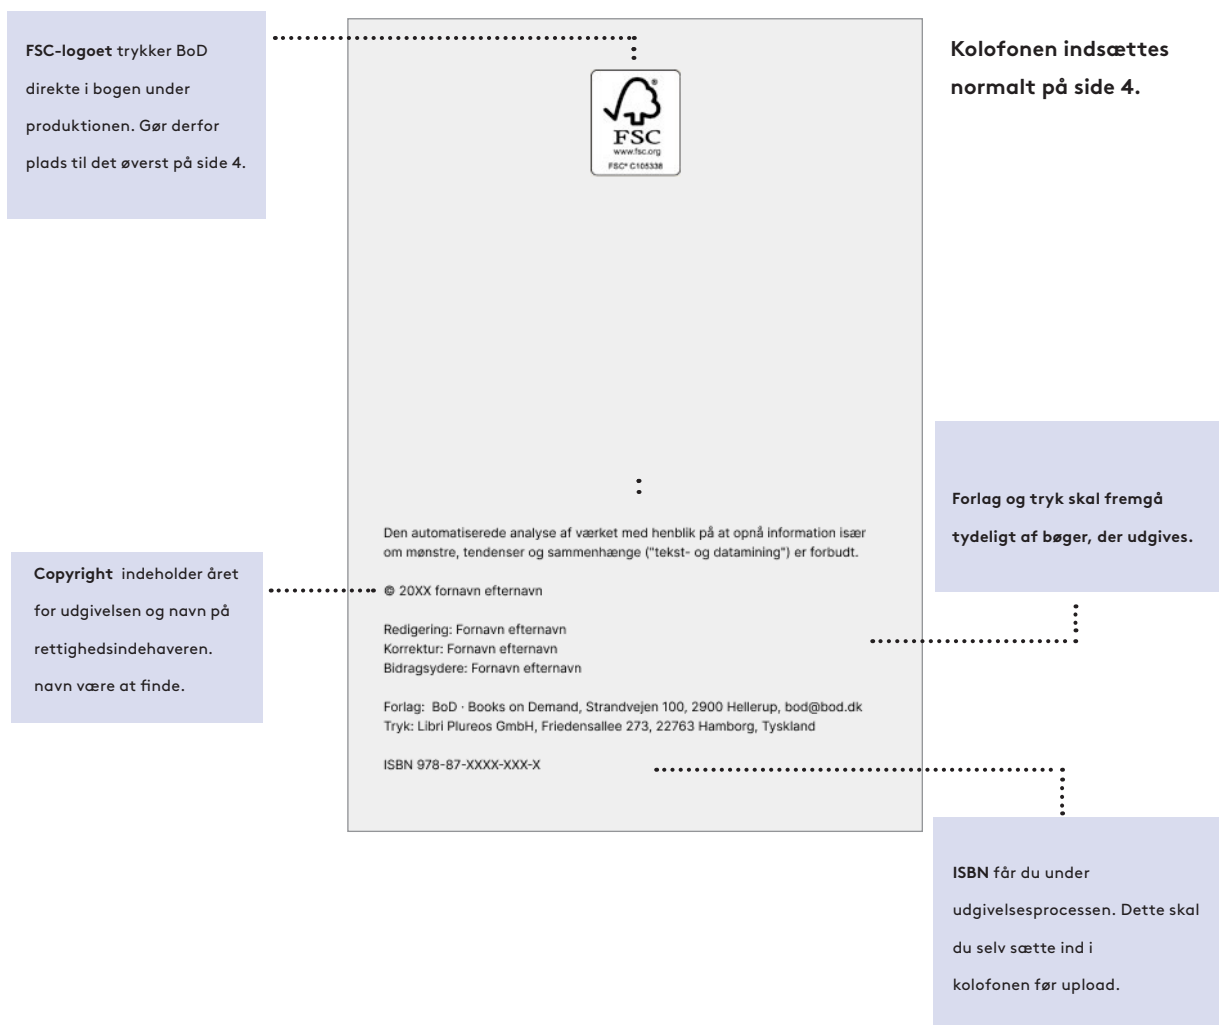 FSC-logoet trykker BoD
direkte i bogen under
produktionen. Gør derfor
plads til det øverst på side 4.
Kolofonen indsættes
normalt på side 4.
®
FSC
www.fsc.org
FSC® C105338
Den automatiserede analyse af værket med henblik på at opnå information især
om mønstre, tendenser og sammenhænge ("tekst- og datamining") er forbudt.
© 20XX fornavn efternavn
Redigering: Fornavn efternavn
Korrektur: Fornavn efternavn
Bidragsydere: Fornavn efternavn
Forlag: BoD · Books on Demand, Strandvejen 100, 2900 Hellerup, bod@bod.dk
Tryk: Libri Plureos GmbH, Friedensallee 273, 22763 Hamborg, Tyskland
ISBN 978-87-XXXX-XXX-X
Copyright indeholder året
for udgivelsen og navn på
rettighedsindehaveren.
navn være at finde.
Forlag og tryk skal fremgå
tydeligt af bøger, der udgives.
ISBN får du under
udgivelsesprocessen. Dette skal
du selv sætte ind i
kolofonen før upload.